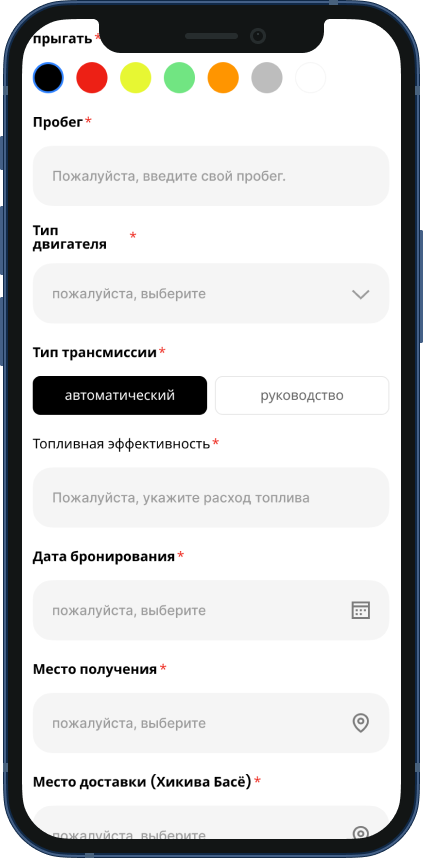 прыгать *
Пробег *
Пожалуйста, введите свой пробег.
Тип
двигателя *
пожалуйста, выберите
Тип трансмиссии *
автоматический
руководство
Топливная эффективность *
Пожалуйста, укажите расход топлива
Дата бронирования *
пожалуйста, выберите
Место получения *
пожалуйста, выберите
Место доставки (Хикива Басё) *
пожалуйста, выберите